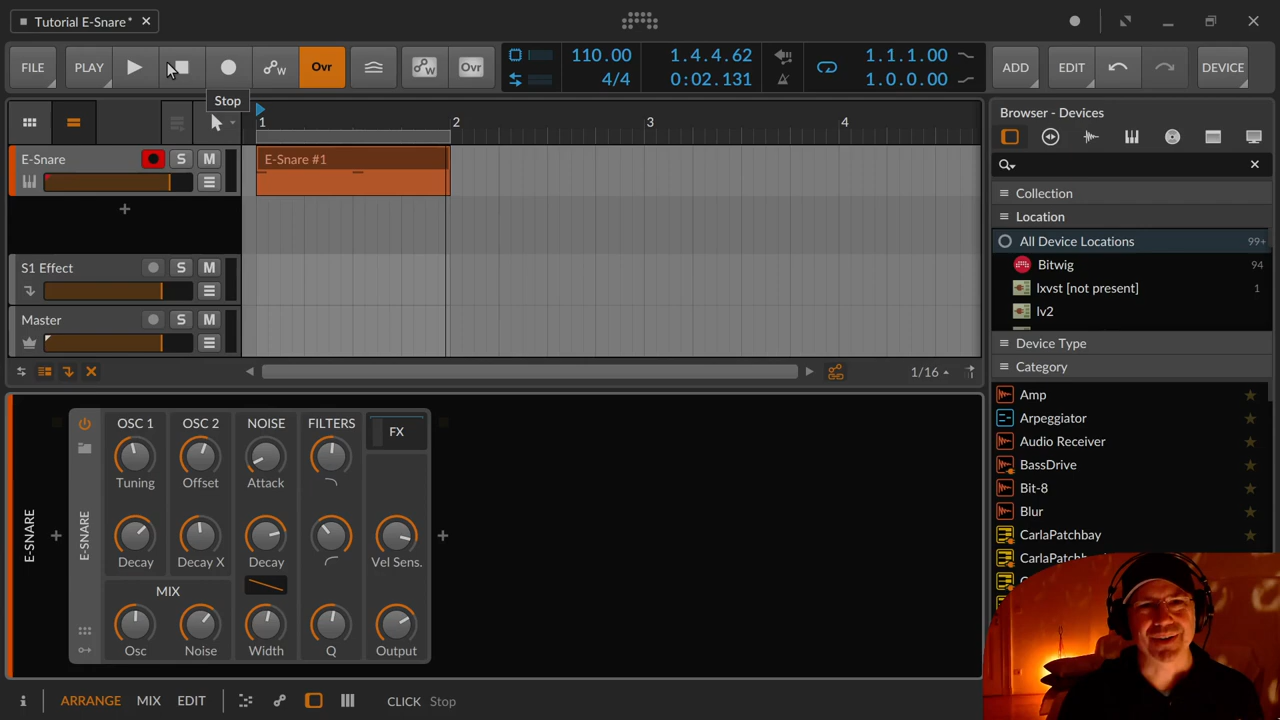 Tutorial E-Snare*
FILE PLAY Ovr Ovr 110.00 1.4.4.62 1.1.1.00 ADD EDIT DEVICE
4/4 0:02.131 1.0.0.00
Stop
1 2 3 4
E-Snare S M
E-Snare #1
S1 Effect S M
Master S M
1/16
E-SNARE
E-SNARE
OSC 1 OSC 2 NOISE FILTERS FX
Tuning Offset Attack
Decay Decay X Decay Vel Sens.
MIX
Osc Noise Width Q Output
ARRANGE MIX EDIT CLICK Stop
Browser - Devices
Collection
Location
All Device Locations 99+
Bitwig 94
lxvst [not present] 1
lv2
Device Type
Category
Amp
Arpeggiator
Audio Receiver
BassDrive
Bit-8
Blur
CarlaPatchbay